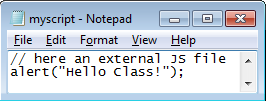 myscript - Notepad
File Edit Format View Help
// here an external JS file
alert("Hello Class!");